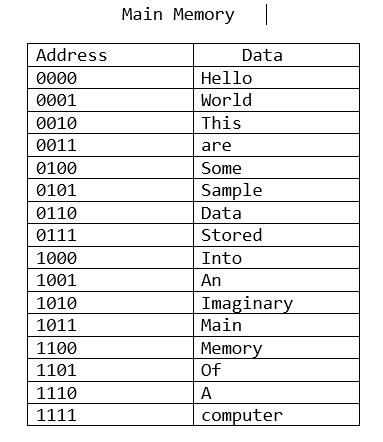 Main Memory
Address Data
0000 Hello
0001 World
0010 This
0011 are
0100 Some
0101 Sample
0110 Data
0111 Stored
1000 Into
1001 An
1010 Imaginary
1011 Main
1100 Memory
1101 Of
1110 A
1111 computer